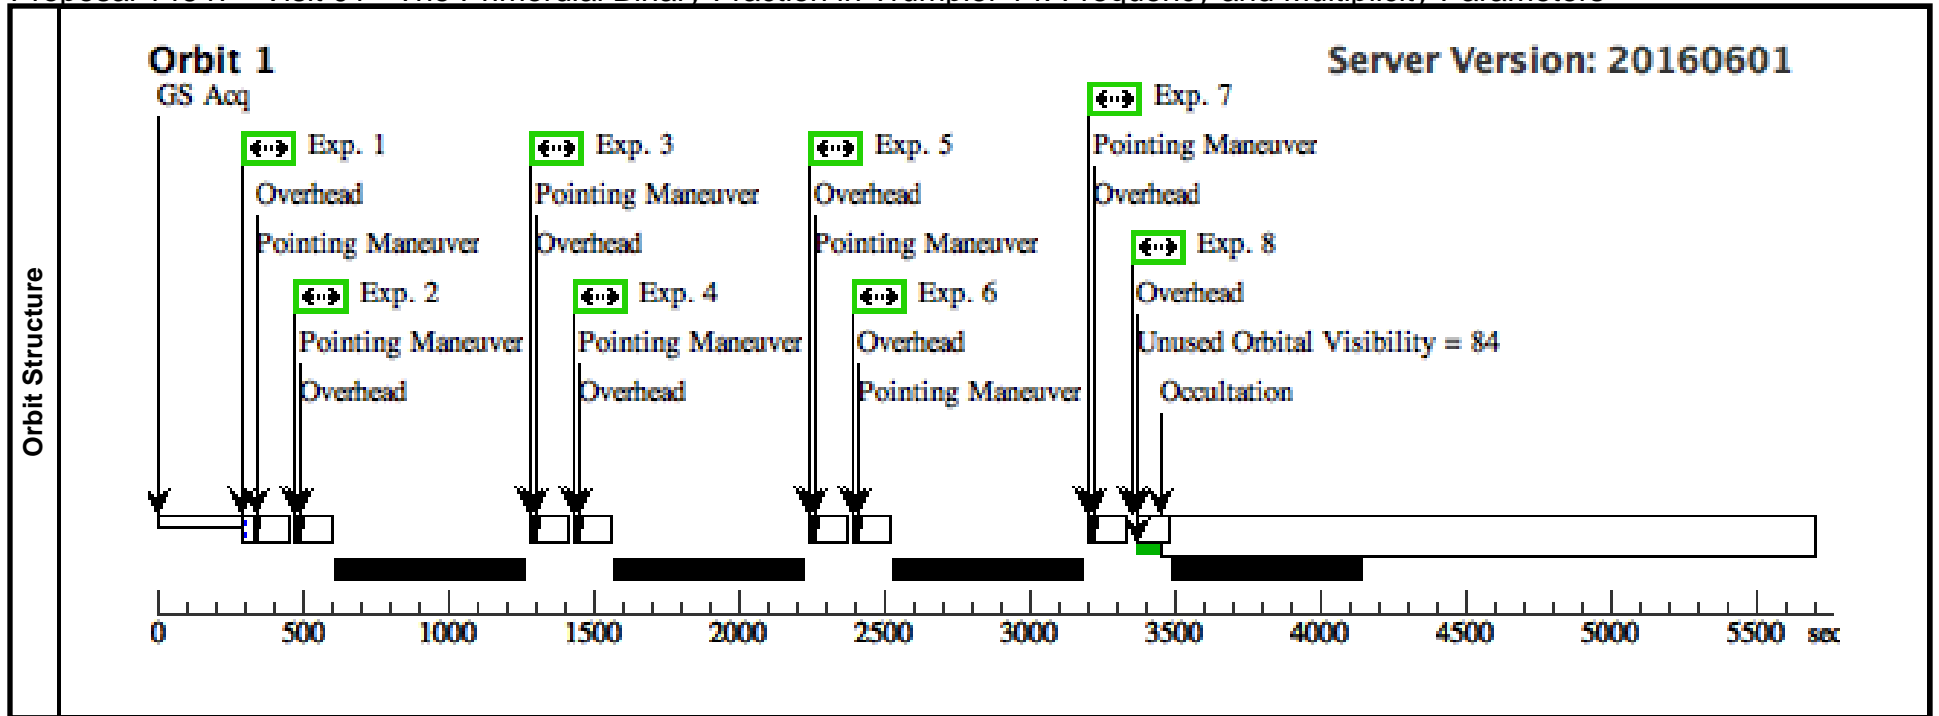 Orbit Structure
Orbit 1
Server Version: 20160601
GS Acq
Exp. 7
Exp. 1
Exp. 3
Exp. 5
Pointing Maneuver
Overhead
Pointing Maneuver
Overhead
Overhead
Pointing Maneuver
Overhead
Pointing Maneuver
Exp. 8
Exp. 2
Exp. 4
Exp. 6
Overhead
Pointing Maneuver
Pointing Maneuver
Overhead
Unused Orbital Visibility = 84
Overhead
Overhead
Pointing Maneuver
Occultation
0 500 1000 1500 2000 2500 3000 3500 4000 4500 5000 5500 sec